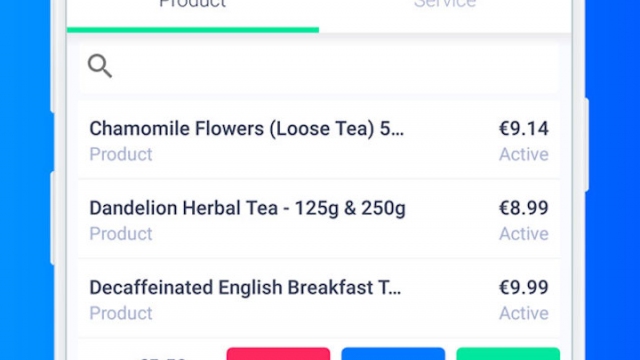 Product Service
Chamomile Flowers (Loose Tea) 5... €9.14
Product Active
Dandelion Herbal Tea - 125g & 250g €8.99
Product Active
Decaffeinated English Breakfast T... €9.99
Product Active